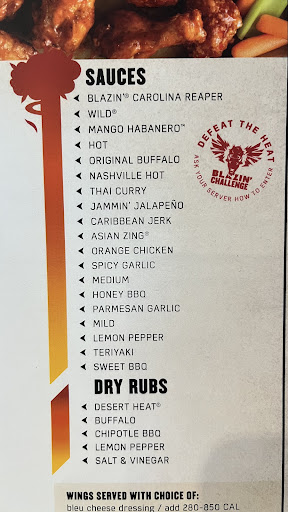 SAUCES
BLAZIN'® CAROLINA REAPER
WILD®
MANGO HABANERO™
HOT
ORIGINAL BUFFALO
NASHVILLE HOT
THAI CURRY
JAMMIN' JALAPEÑO
CARIBBEAN JERK
ASIAN ZING®
ORANGE CHICKEN
SPICY GARLIC
MEDIUM
HONEY BBQ
PARMESAN GARLIC
MILD
LEMON PEPPER
TERIYAKI
SWEET BBQ
DEFEAT THE HEAT
BLAZIN'
CHALLENGE
ASK YOUR SERVER HOW TO ENTER
DRY RUBS
DESERT HEAT®
BUFFALO
CHIPOTLE BBQ
LEMON PEPPER
SALT & VINEGAR
WINGS SERVED WITH CHOICE OF:
bleu cheese dressing / add 280-850 CAL